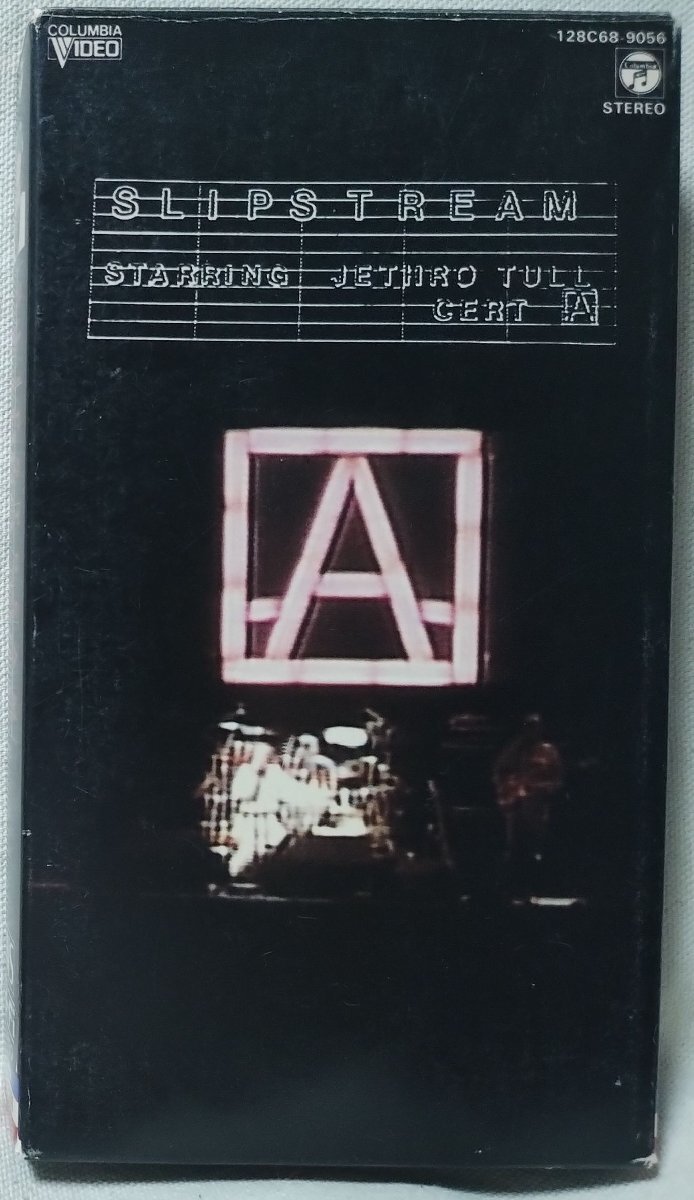 COLUMBIA
VIDEO
128C68-9056
Columbia
STEREO
SLIPSTREAM
STARRING JETHRO TULL
CERT A
A